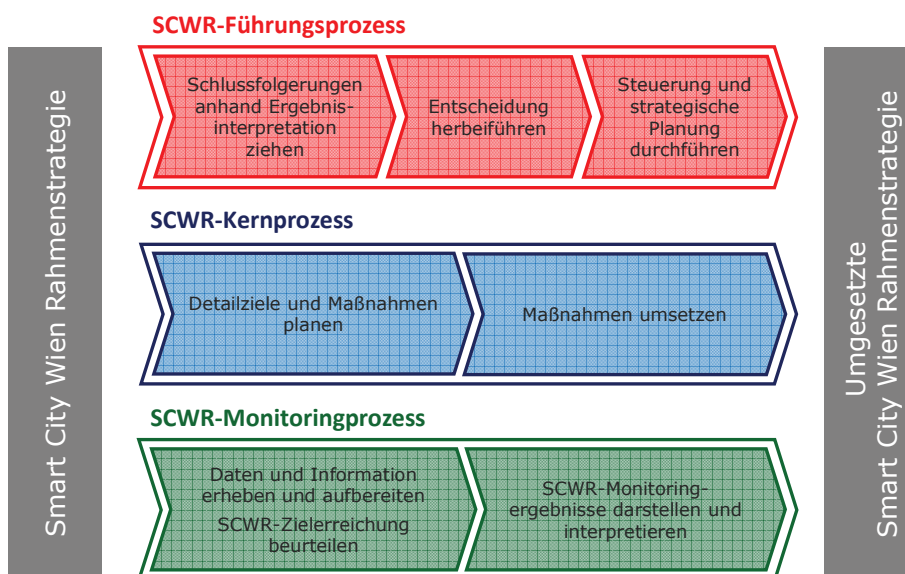 Smart City Wien Rahmenstrategie
SCWR-Führungsprozess
Schlussfolgerungen
anhand Ergebnis-
interpretation
ziehen
Entscheidung
herbeiführen
Steuerung und
strategische
Planung
durchführen
SCWR-Kernprozess
Detailziele und Maßnahmen
planen
Maßnahmen umsetzen
SCWR-Monitoringprozess
Daten und Information
erheben und aufbereiten
SCWR-Zielerreichung
beurteilen
SCWR-Monitoring-
ergebnisse darstellen und
interpretieren
Umgesetzte
Smart City Wien Rahmenstrategie